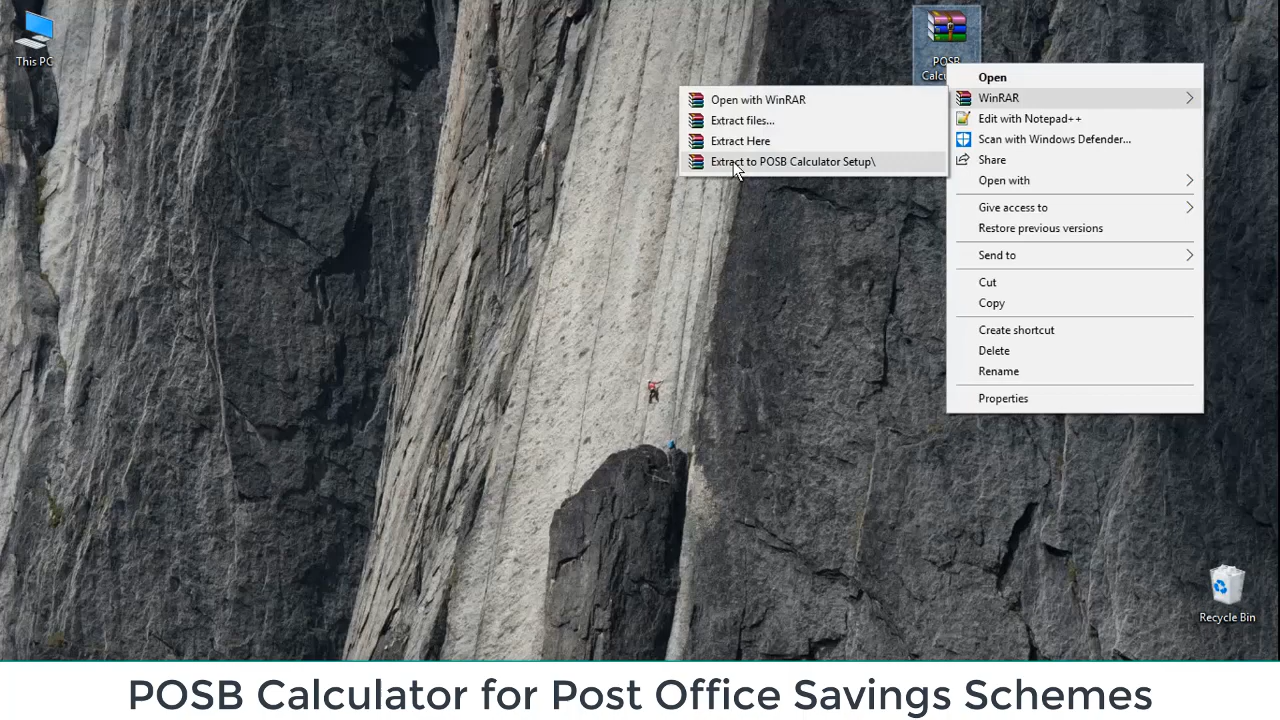 This PC
POSB
Open
WinRAR
Edit with Notepad++
Scan with Windows Defender...
Share
Open with
Give access to
Restore previous versions
Send to
Cut
Copy
Create shortcut
Delete
Rename
Properties
Open with WinRAR
Extract files...
Extract Here
Extract to POSB Calculator Setup\
Recycle Bin
POSB Calculator for Post Office Savings Schemes